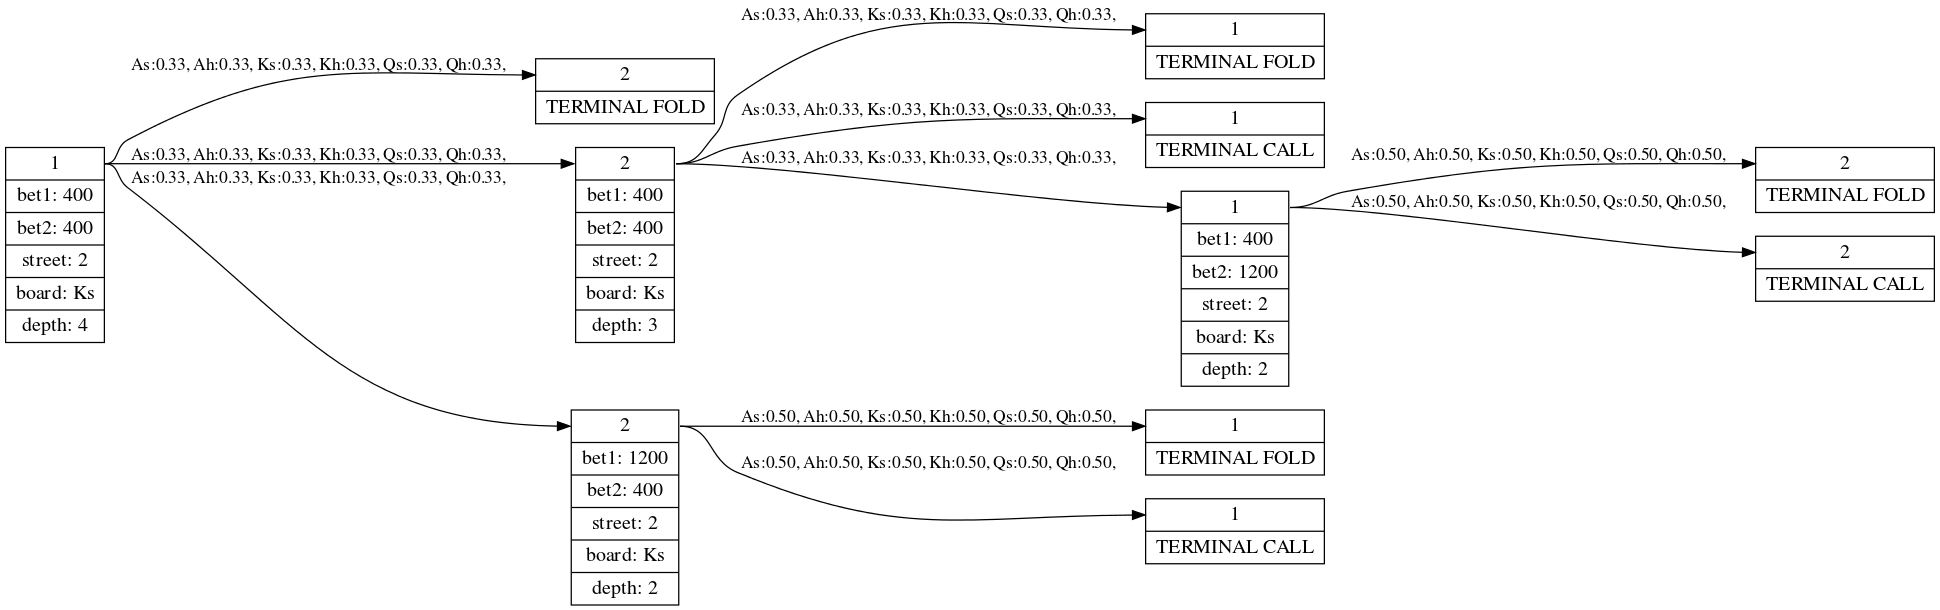 As:0.33, Ah:0.33, Ks:0.33, Kh:0.33, Qs:0.33, Qh:0.33,
1
TERMINAL FOLD
As:0.33, Ah:0.33, Ks:0.33, Kh:0.33, Qs:0.33, Qh:0.33,
2
TERMINAL FOLD
As:0.33, Ah:0.33, Ks:0.33, Kh:0.33, Qs:0.33, Qh:0.33,
1
TERMINAL CALL
1
bet1: 400
bet2: 400
street: 2
board: Ks
depth: 4
As:0.33, Ah:0.33, Ks:0.33, Kh:0.33, Qs:0.33, Qh:0.33,
As:0.33, Ah:0.33, Ks:0.33, Kh:0.33, Qs:0.33, Qh:0.33,
2
bet1: 400
bet2: 400
street: 2
board: Ks
depth: 3
As:0.33, Ah:0.33, Ks:0.33, Kh:0.33, Qs:0.33, Qh:0.33,
1
bet1: 400
bet2: 1200
street: 2
board: Ks
depth: 2
As:0.50, Ah:0.50, Ks:0.50, Kh:0.50, Qs:0.50, Qh:0.50,
2
TERMINAL FOLD
As:0.50, Ah:0.50, Ks:0.50, Kh:0.50, Qs:0.50, Qh:0.50,
2
TERMINAL CALL
2
bet1: 1200
bet2: 400
street: 2
board: Ks
depth: 2
As:0.50, Ah:0.50, Ks:0.50, Kh:0.50, Qs:0.50, Qh:0.50,
1
TERMINAL FOLD
As:0.50, Ah:0.50, Ks:0.50, Kh:0.50, Qs:0.50, Qh:0.50,
1
TERMINAL CALL